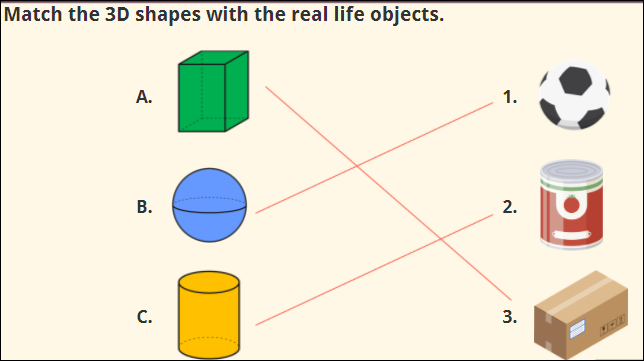 Match the 3D shapes with the real life objects.
A.
1.
B.
2.
C.
3.